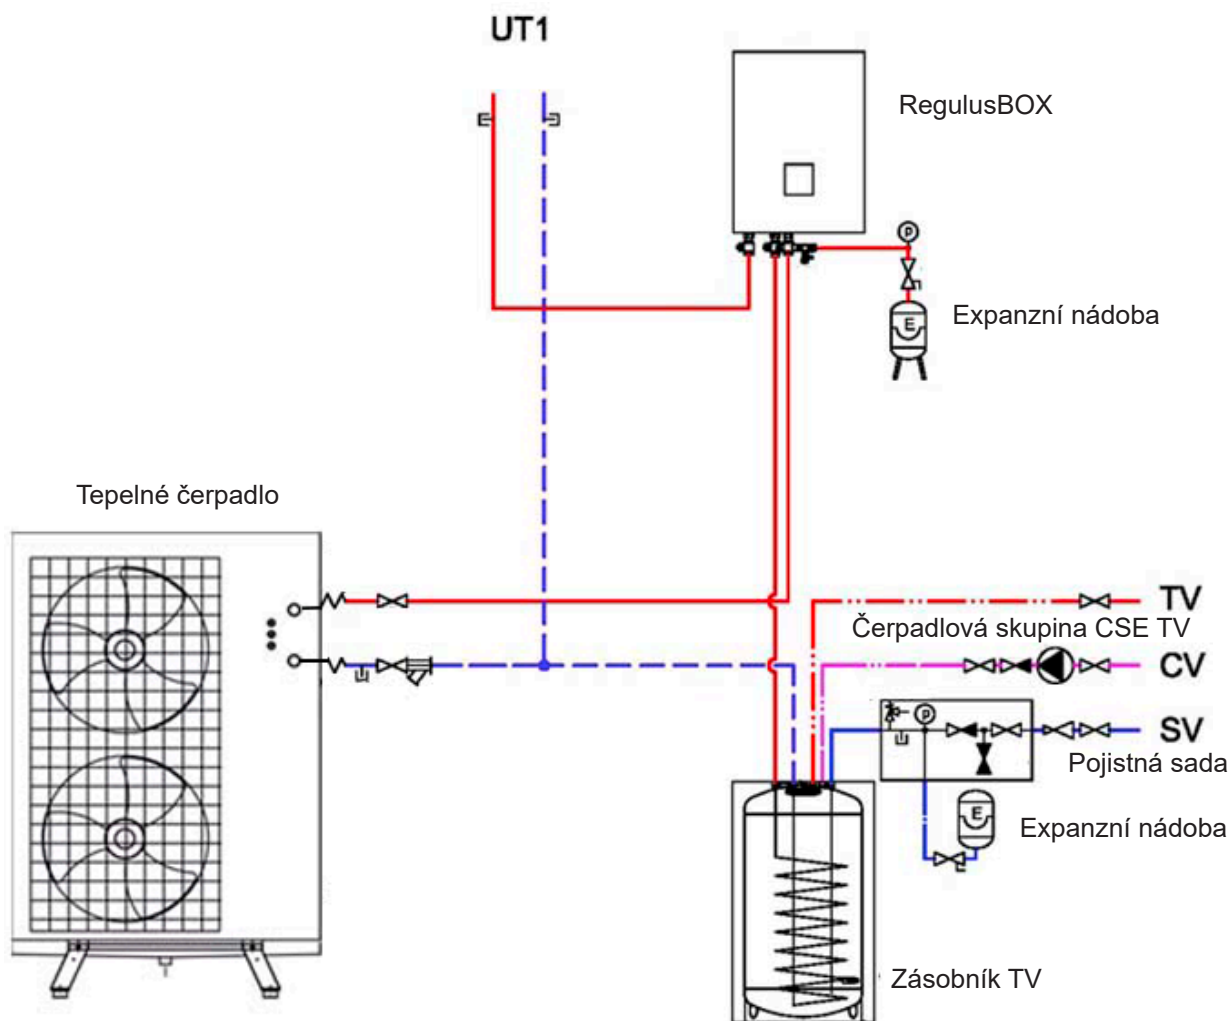 UT1
RegulusBOX
P
E
Expanzní nádoba
Tepelné čerpadlo
TV
Čerpadlová skupina CSE TV
CV
P
SV
Pojistná sada
E
Expanzní nádoba
Zásobník TV